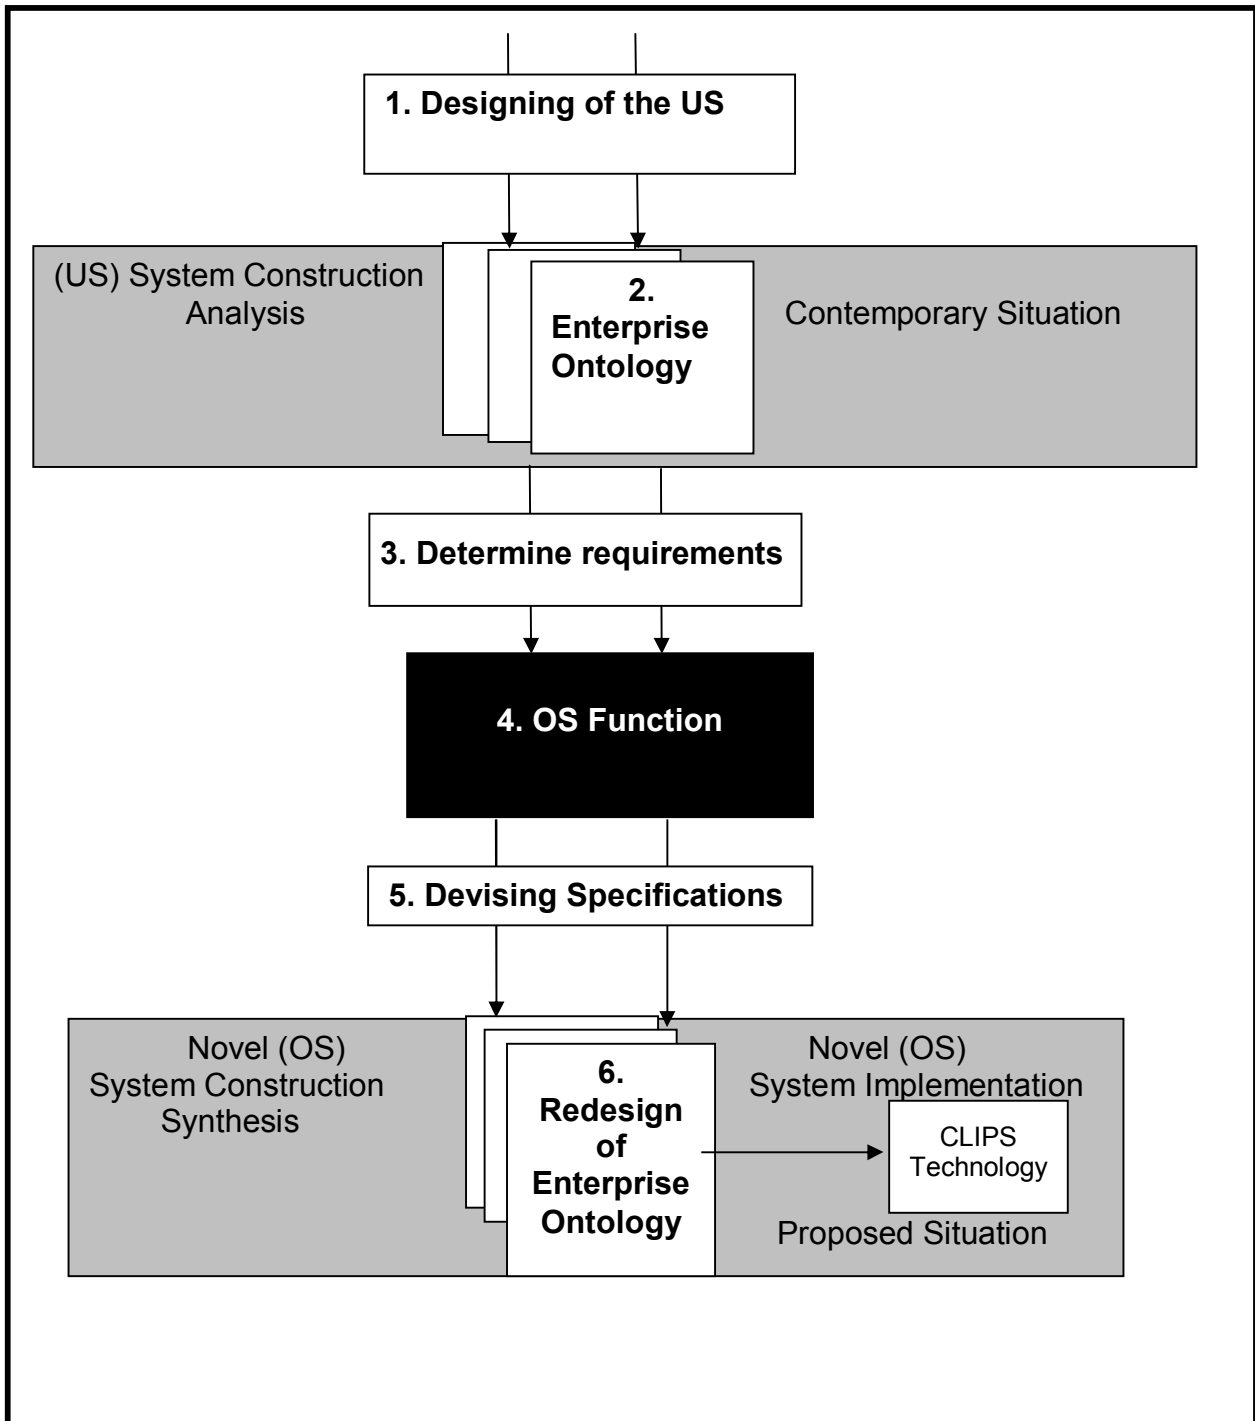 1. Designing of the US
(US) System Construction
Analysis
2.
Enterprise
Ontology
Contemporary Situation
3. Determine requirements
4. OS Function
5. Devising Specifications
Novel (OS)
System Construction
Synthesis
6.
Redesign
of
Enterprise
Ontology
Novel (OS)
System Implementation
CLIPS
Technology
Proposed Situation